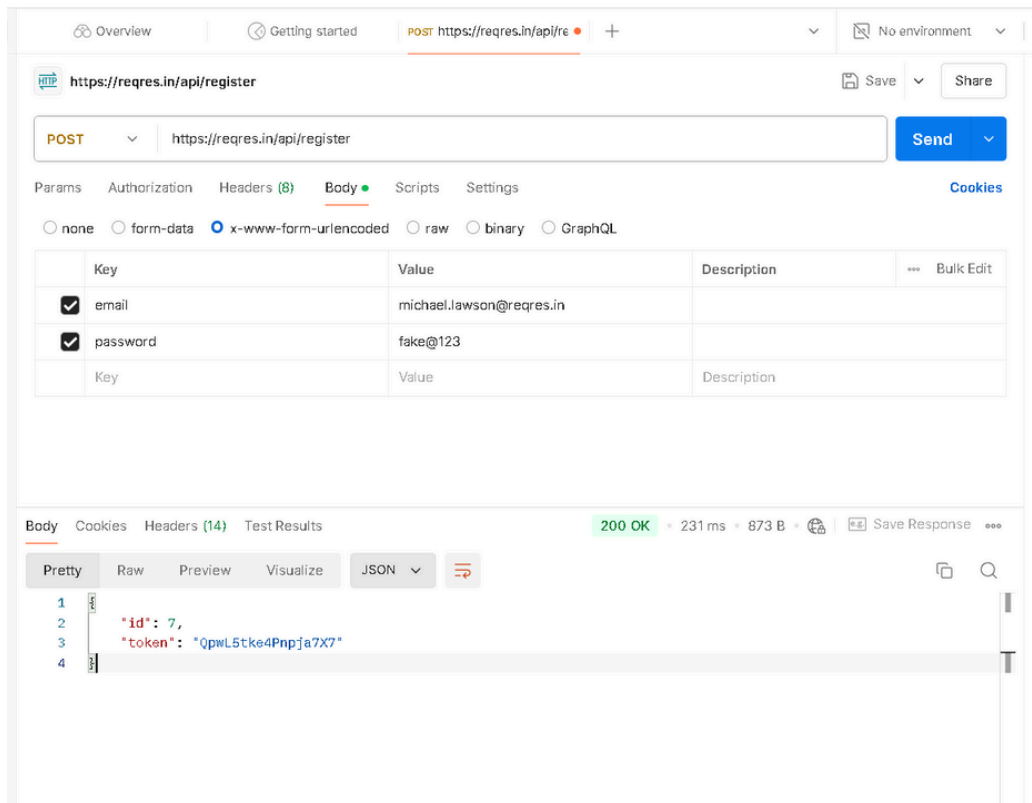 Overview Getting started POST https://reqres.in/api/re No environment
HTTP https://reqres.in/api/register Save Share
POST https://reqres.in/api/register Send
Params Authorization Headers (8) Body Scripts Settings Cookies
none form-data x-www-form-urlencoded raw binary GraphQL
Key Value Description Bulk Edit
email michael.lawson@reqres.in
password fake@123
Key Value Description
Body Cookies Headers (14) Test Results 200 OK 231 ms 873 B e.g. Save Response
Pretty Raw Preview Visualize JSON
1 {
2 "id": 7,
3 "token": "QpwL5tke4Pnpja7X7"
4 }